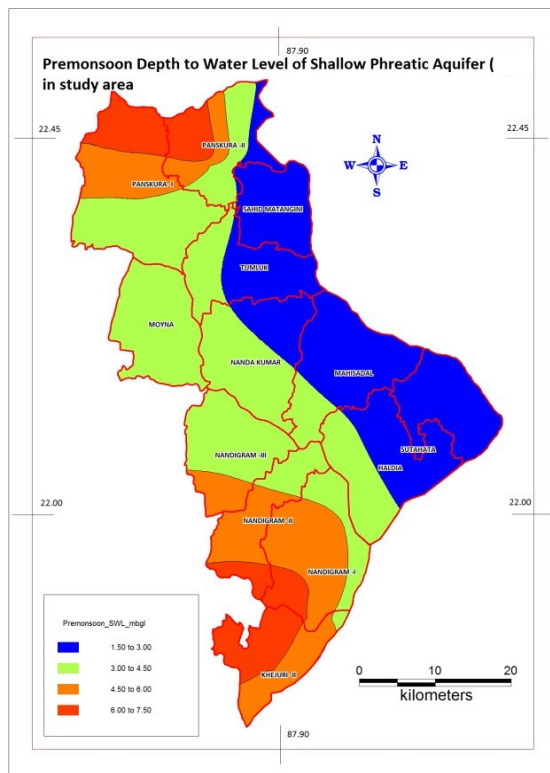 87.90
Premonsoon Depth to Water Level of Shallow Phreatic Aquifer (
in study area
22.45
22.45
N
W E
S
PANSKURA -II
PANSKURA -I
SAHID MATANGINI
TUMLUK
MOYNA
NANDA KUMAR
MAHISADAL
SUTAHATA
NANDIGRAM -III
HALDIA
22.00
22.00
NANDIGRAM -II
NANDIGRAM -I
Premonsoon_SWL_mbgl
1.50 to 3.00
3.00 to 4.50
4.50 to 6.00
6.00 to 7.50
KHEJURI -II
0 10 20
kilometers
87.90